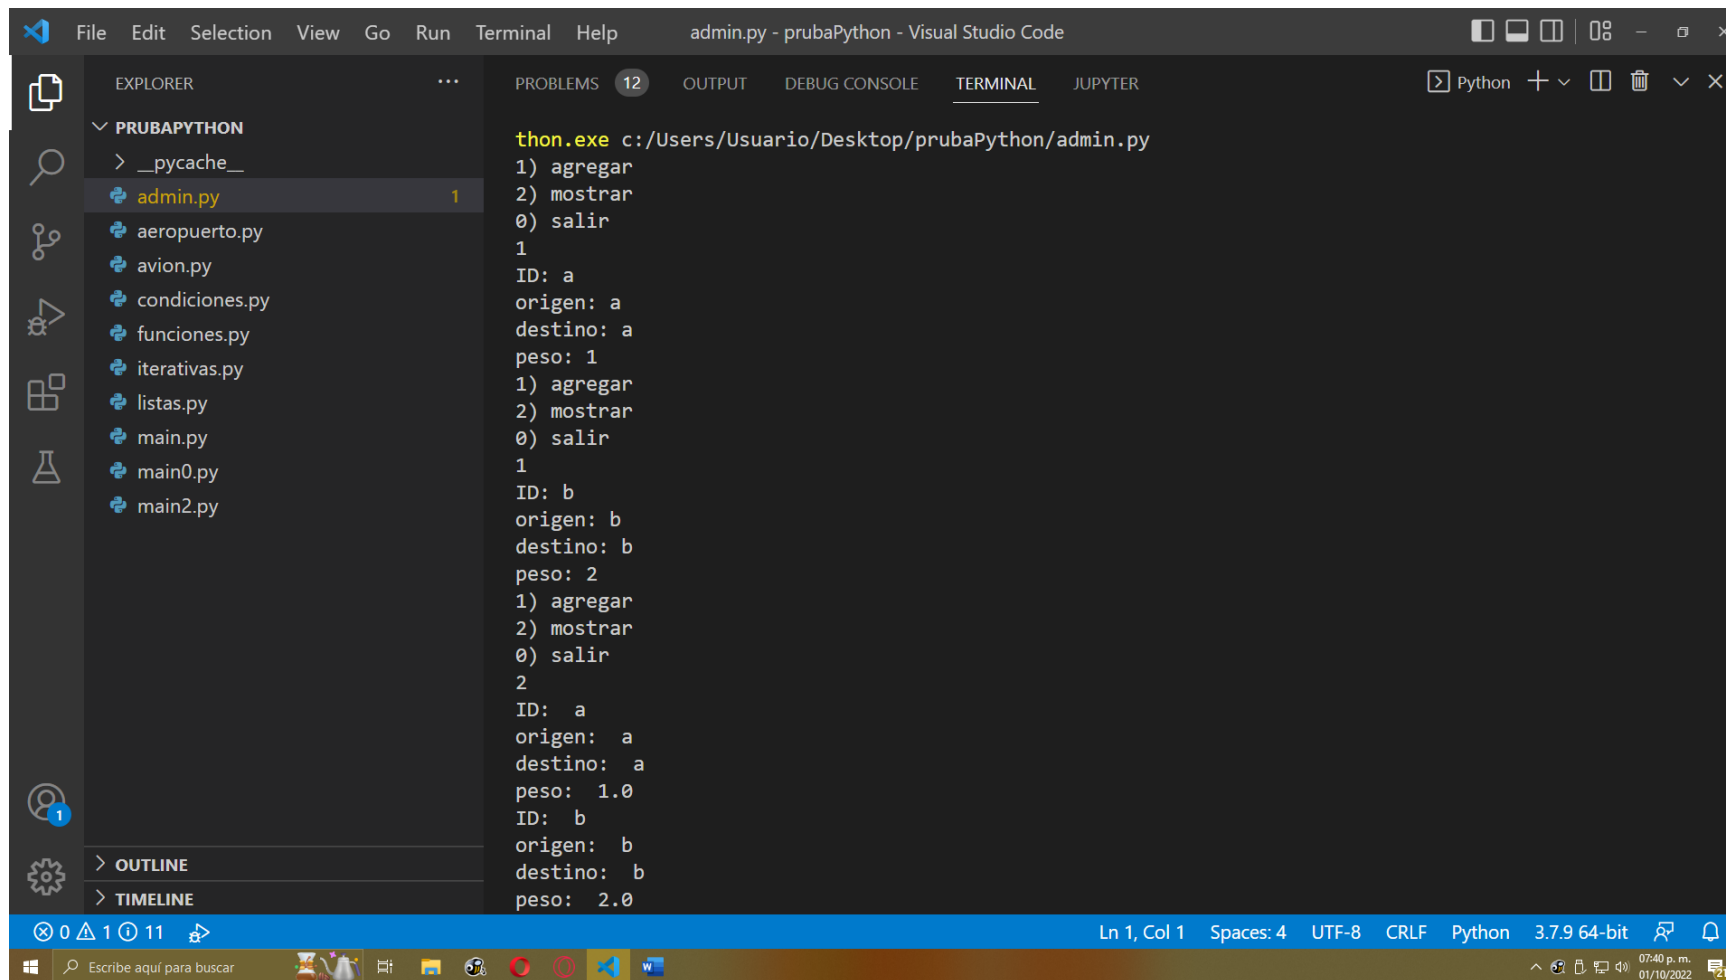 File Edit Selection View Go Run Terminal Help admin.py - prubaPython - Visual Studio Code
EXPLORER
PRUBAPYTHON
__pycache__
admin.py 1
aeropuerto.py
avion.py
condiciones.py
funciones.py
iterativas.py
listas.py
main.py
main0.py
main2.py
OUTLINE
TIMELINE
1
PROBLEMS 12 OUTPUT DEBUG CONSOLE TERMINAL JUPYTER Python
thon.exe c:/Users/Usuario/Desktop/prubaPython/admin.py
1) agregar
2) mostrar
0) salir
1
ID: a
origen: a
destino: a
peso: 1
1) agregar
2) mostrar
0) salir
1
ID: b
origen: b
destino: b
peso: 2
1) agregar
2) mostrar
0) salir
2
ID:  a
origen:  a
destino:  a
peso:  1.0
ID:  b
origen:  b
destino:  b
peso:  2.0
0 1 11 Ln 1, Col 1 Spaces: 4 UTF-8 CRLF Python 3.7.9 64-bit
Escribe aquí para buscar
07:40 p. m.
01/10/2022